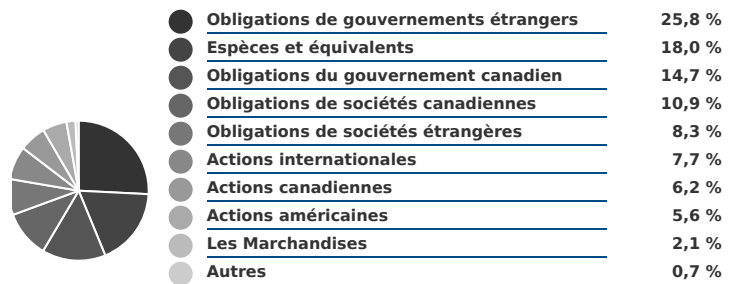 Obligations de gouvernements étrangers 25,8 %
Espèces et équivalents 18,0 %
Obligations du gouvernement canadien 14,7 %
Obligations de sociétés canadiennes 10,9 %
Obligations de sociétés étrangères 8,3 %
Actions internationales 7,7 %
Actions canadiennes 6,2 %
Actions américaines 5,6 %
Les Marchandises 2,1 %
Autres 0,7 %